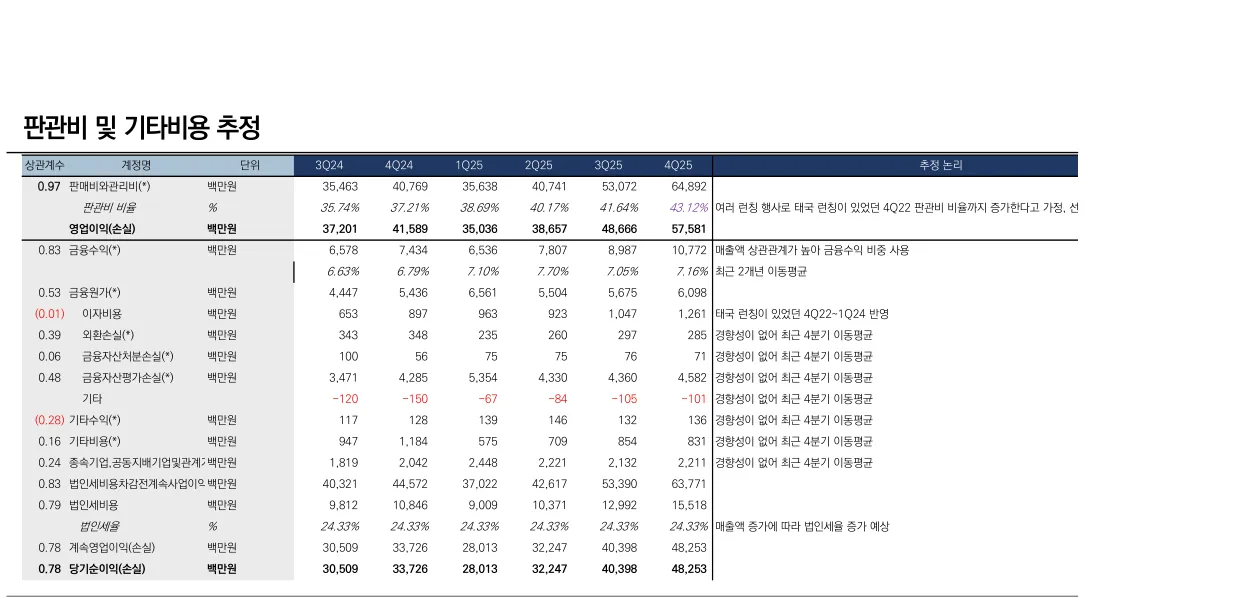 판관비 및 기타비용 추정
상관계수 계정명 단위 3Q24 4Q24 1Q25 2Q25 3Q25 4Q25 추정 논리
0.97 판매비와관리비(*) 백만원 35,463 40,769 35,638 40,741 53,072 64,892
판관비 비율 % 35.74% 37.21% 38.69% 40.17% 41.64% 43.12% 여러 런칭 행사로 태국 런칭이 있었던 4Q22 판관비 비율까지 증가한다고 가정, 선
영업이익(손실) 백만원 37,201 41,589 35,036 38,657 48,666 57,581
0.83 금융수익(*) 백만원 6,578 7,434 6,536 7,807 8,987 10,772 매출액 상관관계가 높아 금융수익 비중 사용
6.63% 6.79% 7.10% 7.70% 7.05% 7.16% 최근 2개년 이동평균
0.53 금융원가(*) 백만원 4,447 5,436 6,561 5,504 5,675 6,098
(0.01) 이자비용 백만원 653 897 963 923 1,047 1,261 태국 런칭이 있었던 4Q22~1Q24 반영
0.39 외환손실(*) 백만원 343 348 235 260 297 285 경향성이 없어 최근 4분기 이동평균
0.06 금융자산처분손실(*) 백만원 100 56 75 75 76 71 경향성이 없어 최근 4분기 이동평균
0.48 금융자산평가손실(*) 백만원 3,471 4,285 5,354 4,330 4,360 4,582 경향성이 없어 최근 4분기 이동평균
기타 백만원 -120 -150 -67 -84 -105 -101 경향성이 없어 최근 4분기 이동평균
(0.28) 기타수익(*) 백만원 117 128 139 146 132 136 경향성이 없어 최근 4분기 이동평균
0.16 기타비용(*) 백만원 947 1,184 575 709 854 831 경향성이 없어 최근 4분기 이동평균
0.24 종속기업,공동지배기업및관계기 백만원 1,819 2,042 2,448 2,221 2,132 2,211 경향성이 없어 최근 4분기 이동평균
0.83 법인세비용차감전계속사업이익 백만원 40,321 44,572 37,022 42,617 53,390 63,771
0.79 법인세비용 백만원 9,812 10,846 9,009 10,371 12,992 15,518
법인세율 % 24.33% 24.33% 24.33% 24.33% 24.33% 24.33% 매출액 증가에 따라 법인세율 증가 예상
0.78 계속영업이익(손실) 백만원 30,509 33,726 28,013 32,247 40,398 48,253
0.78 당기순이익(손실) 백만원 30,509 33,726 28,013 32,247 40,398 48,253